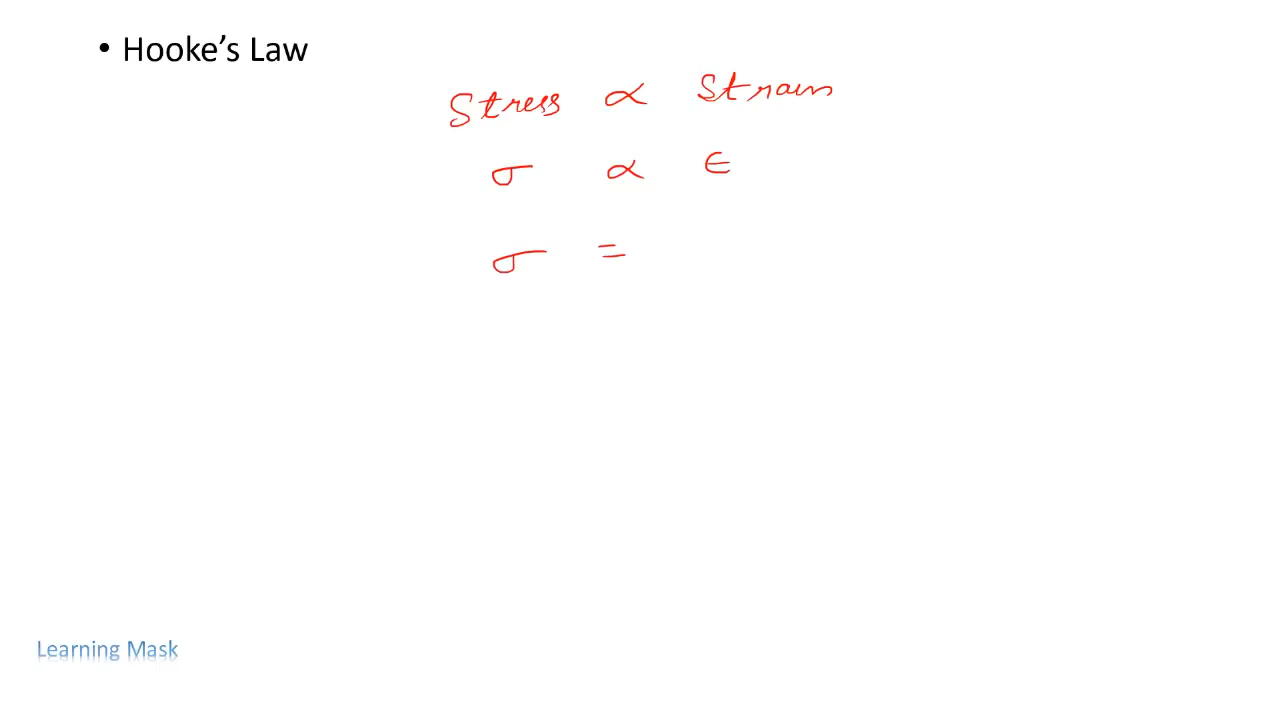 • Hooke’s Law
Stress ∝ Strain
σ ∝ ∈
σ =
Learning Mask